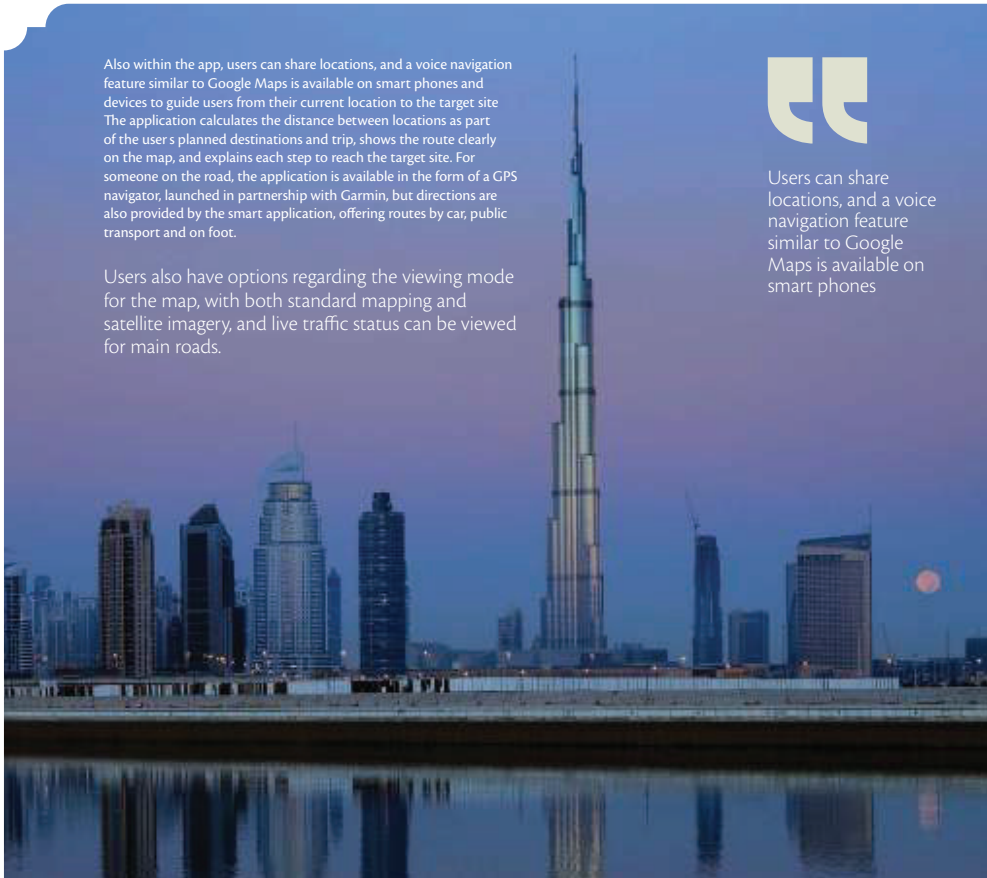 Also within the app, users can share locations, and a voice navigation
feature similar to Google Maps is available on smart phones and
devices to guide users from their current location to the target site
The application calculates the distance between locations as part
of the user s planned destinations and trip, shows the route clearly
on the map, and explains each step to reach the target site. For
someone on the road, the application is available in the form of a GPS
navigator, launched in partnership with Garmin, but directions are
also provided by the smart application, offering routes by car, public
transport and on foot.
Users also have options regarding the viewing mode
for the map, with both standard mapping and
satellite imagery, and live traffic status can be viewed
for main roads.
Users can share
locations, and a voice
navigation feature
similar to Google
Maps is available on
smart phones